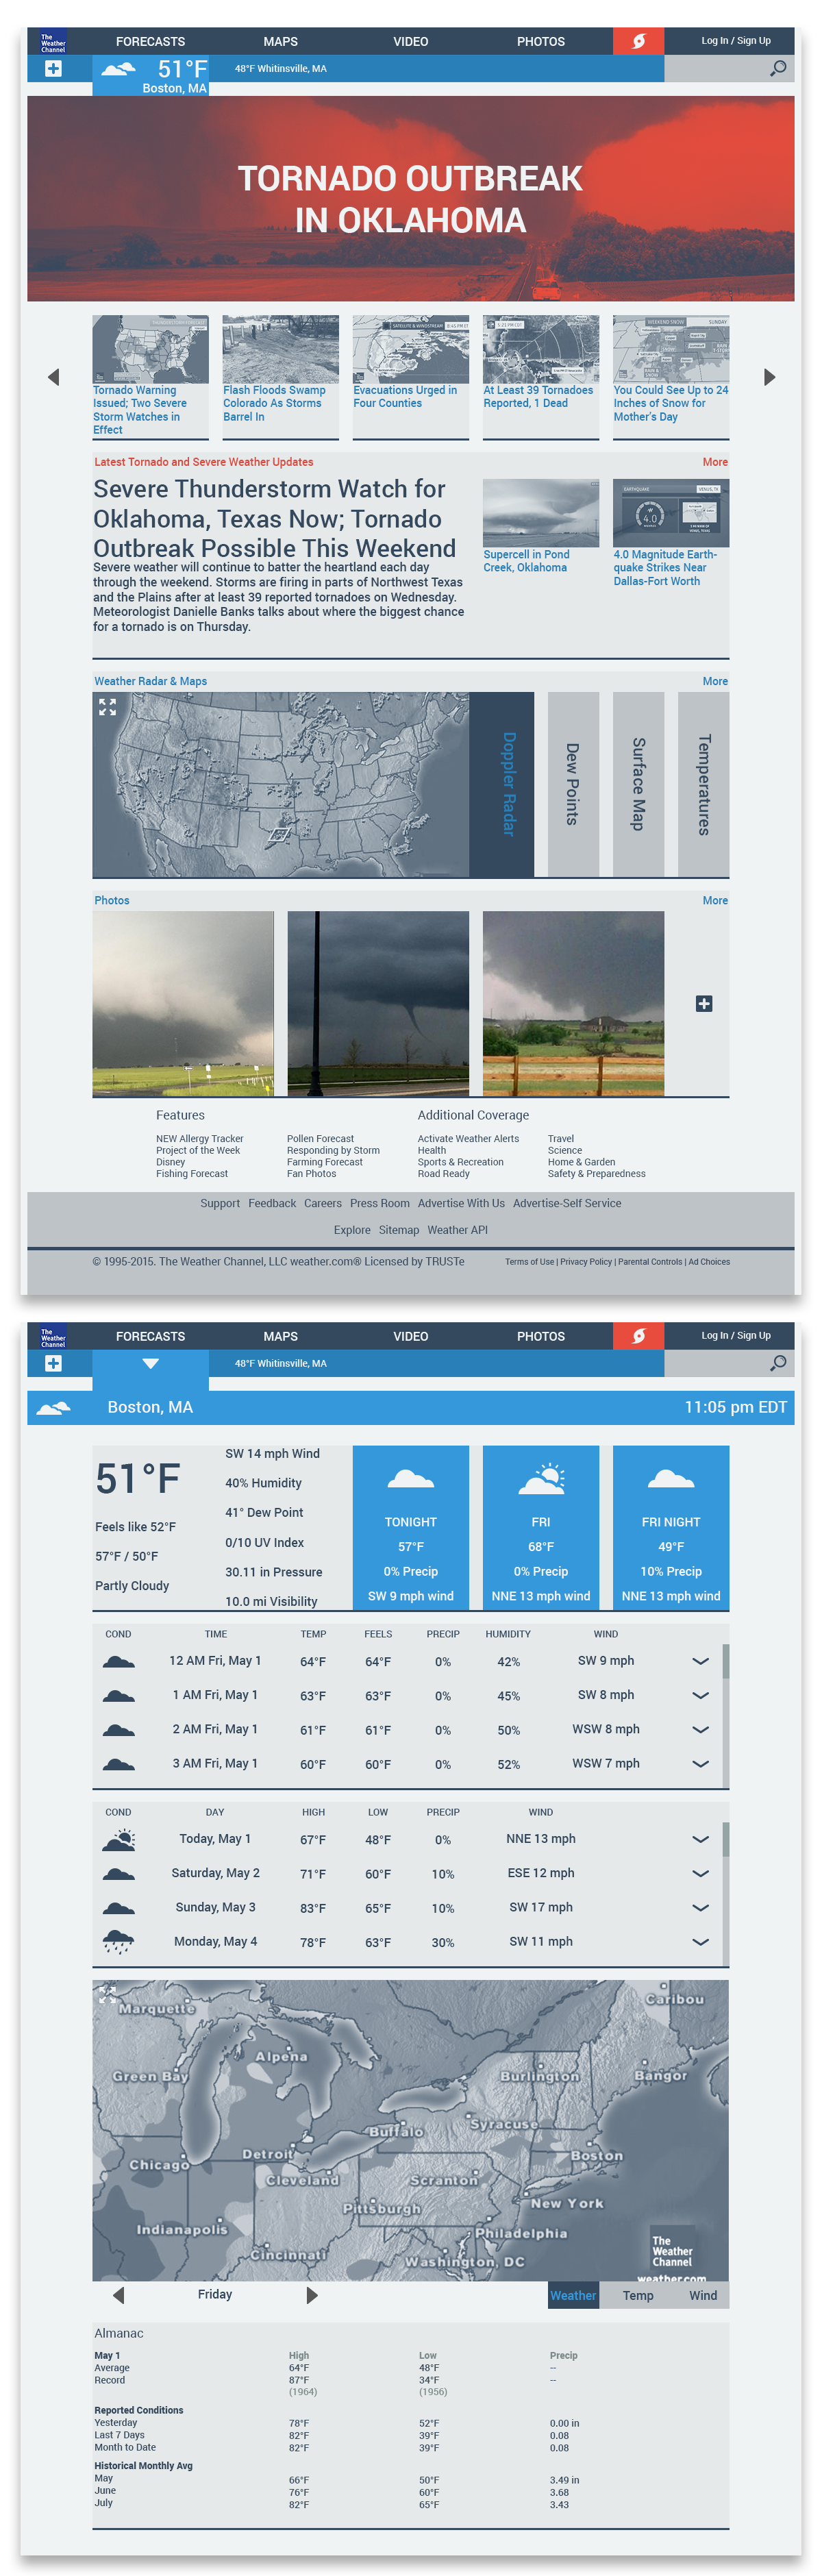 The
Weather
Channel
FORECASTS MAPS VIDEO PHOTOS Log In / Sign Up
51°F
Boston, MA
48°F Whitinsville, MA
TORNADO OUTBREAK
IN OKLAHOMA
SATELITE & WINDSTREAM
5:21 PM CDT
WEEKEND SNOW SUNDAY
Tornado Warning
Issued; Two Severe
Storm Watches in
Effect
Flash Floods Swamp
Colorado As Storms
Barrel In
Evacuations Urged in
Four Counties
At Least 39 Tornadoes
Reported, 1 Dead
You Could See Up to 24
Inches of Snow for
Mother's Day
Latest Tornado and Severe Weather Updates More
Severe Thunderstorm Watch for
Oklahoma, Texas Now; Tornado
Outbreak Possible This Weekend
Severe weather will continue to batter the heartland each day
through the weekend. Storms are firing in parts of Northwest Texas
and the Plains after at least 39 reported tornadoes on Wednesday.
Meteorologist Danielle Banks talks about where the biggest chance
for a tornado is on Thursday.
Supercell in Pond
Creek, Oklahoma
EARTHQUAKE VENUS, TX
4.0
4.0 Magnitude Earth-
quake Strikes Near
Dallas-Fort Worth
Weather Radar & Maps More
Doppler Radar
Dew Points
Surface Map
Temperatures
Photos More
Features Additional Coverage
NEW Allergy Tracker Pollen Forecast Activate Weather Alerts Travel
Project of the Week Responding by Storm Health Science
Disney Farming Forecast Sports & Recreation Home & Garden
Fishing Forecast Fan Photos Road Ready Safety & Preparedness
Support Feedback Careers Press Room Advertise With Us Advertise-Self Service
Explore Sitemap Weather API
© 1995-2015. The Weather Channel, LLC weather.com® Licensed by TRUSTe Terms of Use | Privacy Policy | Parental Controls | Ad Choices
The
Weather
Channel
FORECASTS MAPS VIDEO PHOTOS Log In / Sign Up
48°F Whitinsville, MA
Boston, MA 11:05 pm EDT
51°F
Feels like 52°F
57°F / 50°F
Partly Cloudy
SW 14 mph Wind
40% Humidity
41° Dew Point
0/10 UV Index
30.11 in Pressure
10.0 mi Visibility
TONIGHT
57°F
0% Precip
SW 9 mph wind
FRI
68°F
0% Precip
NNE 13 mph wind
FRI NIGHT
49°F
10% Precip
NNE 13 mph wind
COND TIME TEMP FEELS PRECIP HUMIDITY WIND
12 AM Fri, May 1 64°F 64°F 0% 42% SW 9 mph
1 AM Fri, May 1 63°F 63°F 0% 45% SW 8 mph
2 AM Fri, May 1 61°F 61°F 0% 50% WSW 8 mph
3 AM Fri, May 1 60°F 60°F 0% 52% WSW 7 mph
COND DAY HIGH LOW PRECIP WIND
Today, May 1 67°F 48°F 0% NNE 13 mph
Saturday, May 2 71°F 60°F 10% ESE 12 mph
Sunday, May 3 83°F 65°F 10% SW 17 mph
Monday, May 4 78°F 63°F 30% SW 11 mph
Caribou
Marquette
Alpena
Green Bay Burlington Bangor
Syracuse
Buffalo
Detroit Boston
Chicago
Cleveland Scranton
New York
Pittsburgh
Indianapolis Philadelphia
Cincinnati
Washington, DC
The
Weather
Channel
weather.com
Friday Weather Temp Wind
Almanac
May 1 High Low Precip
Average 64°F 48°F --
Record 87°F 34°F --
(1964) (1956)
Reported Conditions
Yesterday 78°F 52°F 0.00 in
Last 7 Days 82°F 39°F 0.08
Month to Date 82°F 39°F 0.08
Historical Monthly Avg
May 66°F 50°F 3.49 in
June 76°F 60°F 3.68
July 82°F 65°F 3.43